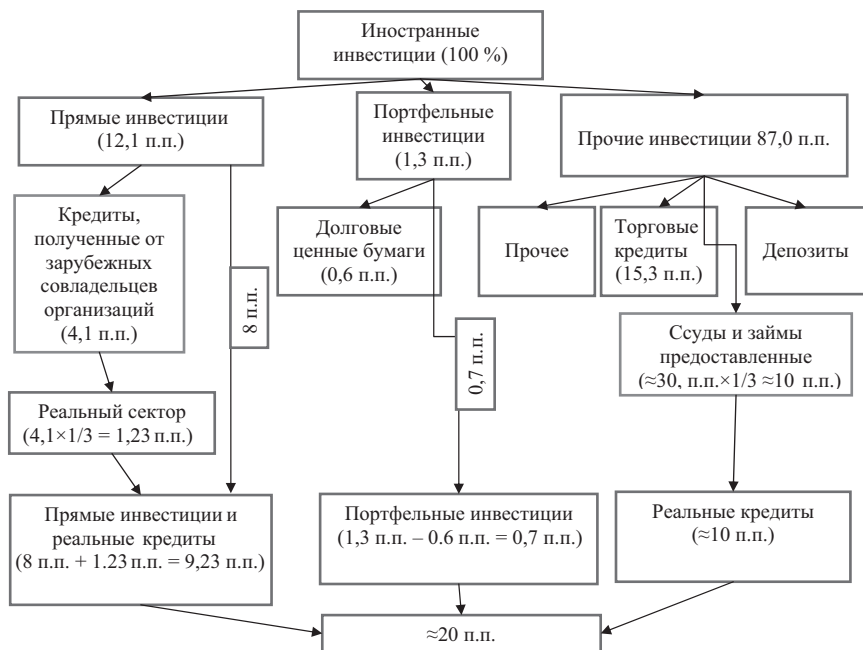 Иностранные
инвестиции (100 %)
Прямые инвестиции
(12,1 п.п.)
Портфельные
инвестиции
(1,3 п.п.)
Прочие инвестиции 87,0 п.п.
Кредиты,
полученные от
зарубежных
совладельцев
организаций
(4,1 п.п.)
8 п.п.
Долговые
ценные бумаги
(0,6 п.п.)
Прочее
Торговые
кредиты
(15,3 п.п.)
Депозиты
0,7 п.п.
Ссуды и займы
предоставленные
(≈30, п.п.×1/3 ≈10 п.п.)
Реальный сектор
(4,1×1/3 = 1,23 п.п.)
Прямые инвестиции и
реальные кредиты
(8 п.п. + 1.23 п.п. = 9,23 п.п.)
Портфельные инвестиции
(1,3 п.п. – 0.6 п.п. = 0,7 п.п.)
Реальные кредиты
(≈10 п.п.)
≈20 п.п.